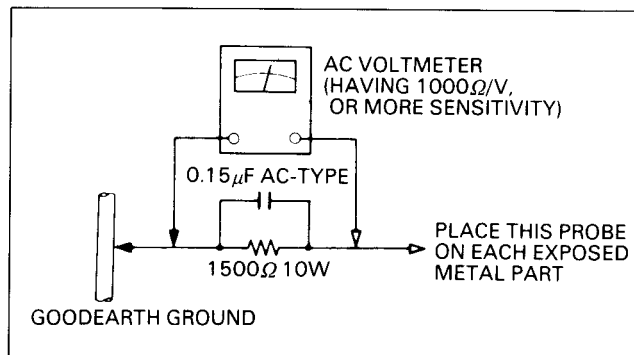 AC VOLTMETER
(HAVING 1000Ω/V,
OR MORE SENSITIVITY)
0.15μF AC-TYPE
1500Ω 10W
PLACE THIS PROBE
ON EACH EXPOSED
METAL PART
GOODEARTH GROUND